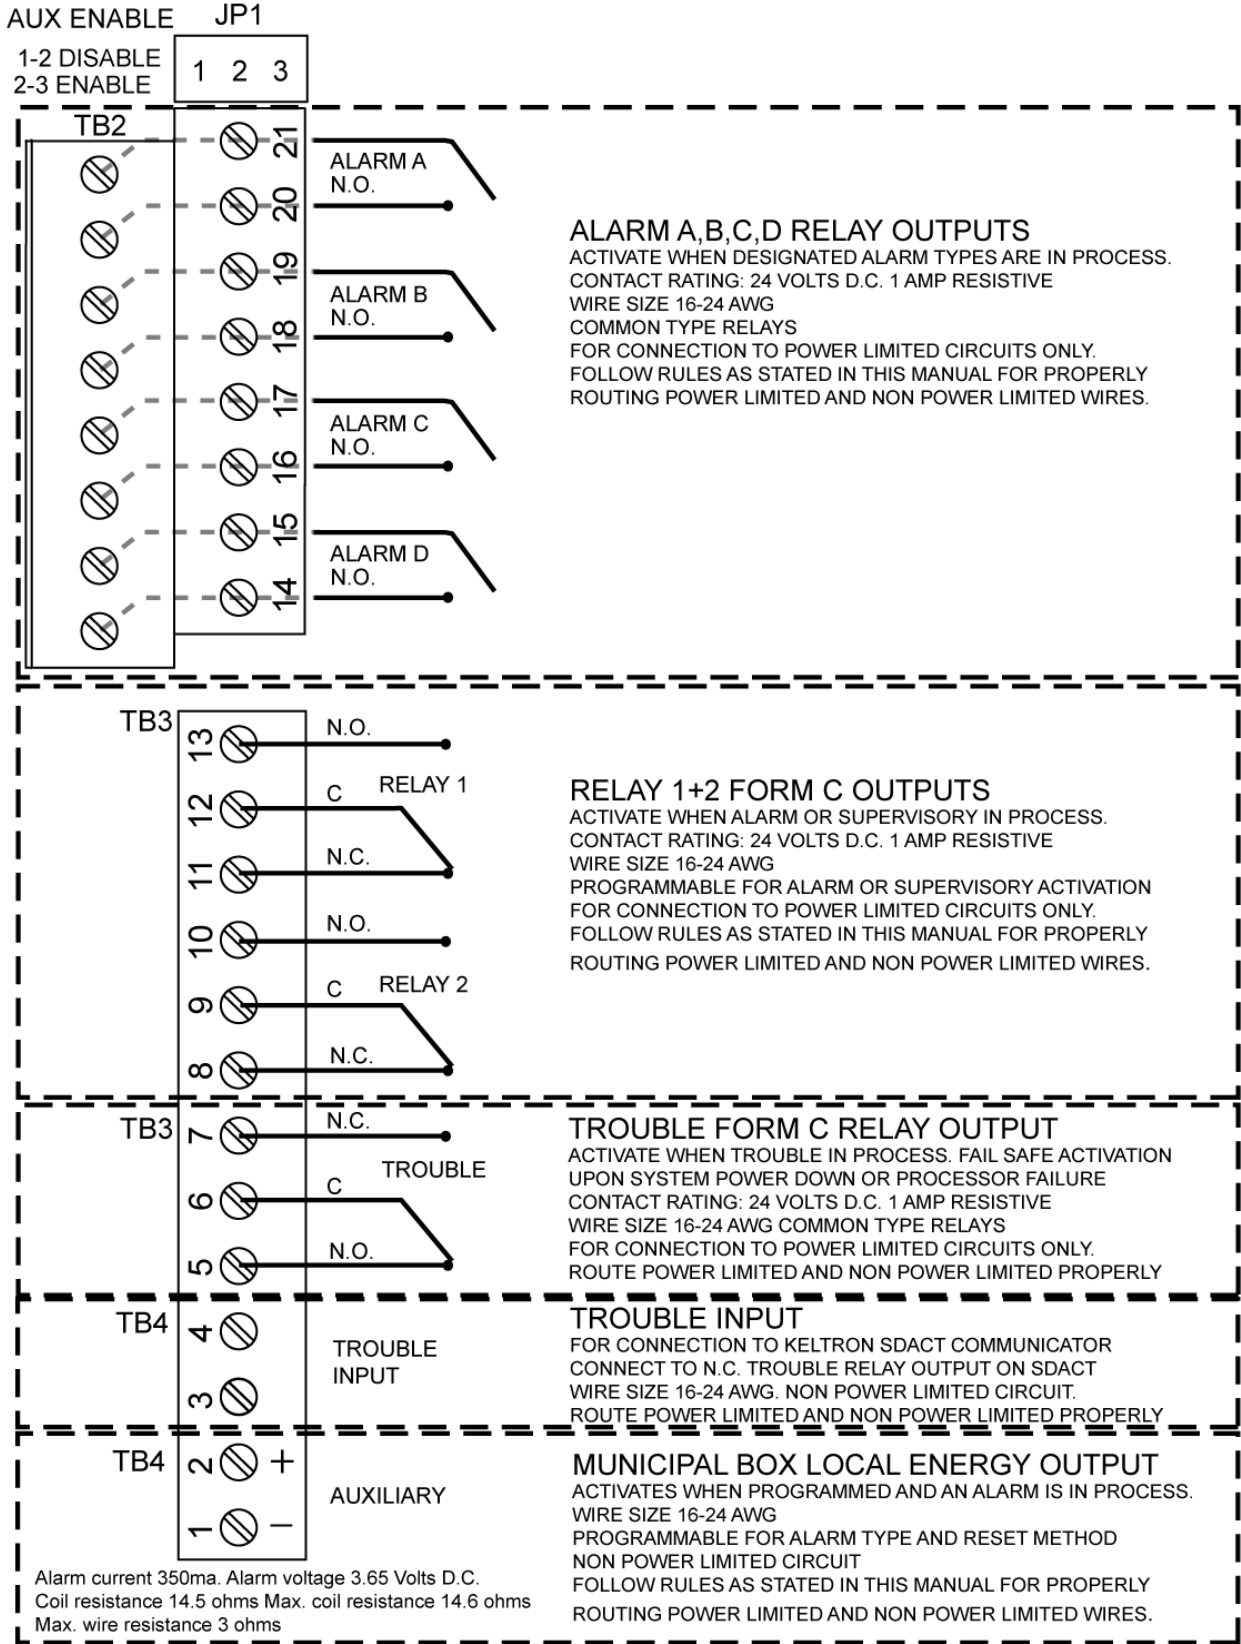 AUX ENABLE JP1
1-2 DISABLE
2-3 ENABLE
1 2 3
TB2
21
ALARM A
N.O.
20
19
ALARM B
N.O.
18
17
ALARM C
N.O.
16
15
ALARM D
N.O.
14
ALARM A,B,C,D RELAY OUTPUTS
ACTIVATE WHEN DESIGNATED ALARM TYPES ARE IN PROCESS.
CONTACT RATING: 24 VOLTS D.C. 1 AMP RESISTIVE
WIRE SIZE 16-24 AWG
COMMON TYPE RELAYS
FOR CONNECTION TO POWER LIMITED CIRCUITS ONLY.
FOLLOW RULES AS STATED IN THIS MANUAL FOR PROPERLY
ROUTING POWER LIMITED AND NON POWER LIMITED WIRES.
TB3
13 N.O.
RELAY 1
12 C
11 N.C.
10 N.O.
RELAY 2
9 C
8 N.C.
RELAY 1+2 FORM C OUTPUTS
ACTIVATE WHEN ALARM OR SUPERVISORY IN PROCESS.
CONTACT RATING: 24 VOLTS D.C. 1 AMP RESISTIVE
WIRE SIZE 16-24 AWG
PROGRAMMABLE FOR ALARM OR SUPERVISORY ACTIVATION
FOR CONNECTION TO POWER LIMITED CIRCUITS ONLY.
FOLLOW RULES AS STATED IN THIS MANUAL FOR PROPERLY
ROUTING POWER LIMITED AND NON POWER LIMITED WIRES.
TB3
7 N.C.
TROUBLE
6 C
5 N.O.
TROUBLE FORM C RELAY OUTPUT
ACTIVATE WHEN TROUBLE IN PROCESS. FAIL SAFE ACTIVATION
UPON SYSTEM POWER DOWN OR PROCESSOR FAILURE
CONTACT RATING: 24 VOLTS D.C. 1 AMP RESISTIVE
WIRE SIZE 16-24 AWG COMMON TYPE RELAYS
FOR CONNECTION TO POWER LIMITED CIRCUITS ONLY.
ROUTE POWER LIMITED AND NON POWER LIMITED PROPERLY
TB4
4
TROUBLE
INPUT
3
TROUBLE INPUT
FOR CONNECTION TO KELTRON SDACT COMMUNICATOR
CONNECT TO N.C. TROUBLE RELAY OUTPUT ON SDACT
WIRE SIZE 16-24 AWG. NON POWER LIMITED CIRCUIT.
ROUTE POWER LIMITED AND NON POWER LIMITED PROPERLY
TB4
2 +
AUXILIARY
1 −
MUNICIPAL BOX LOCAL ENERGY OUTPUT
ACTIVATES WHEN PROGRAMMED AND AN ALARM IS IN PROCESS.
WIRE SIZE 16-24 AWG
PROGRAMMABLE FOR ALARM TYPE AND RESET METHOD
NON POWER LIMITED CIRCUIT
FOLLOW RULES AS STATED IN THIS MANUAL FOR PROPERLY
ROUTING POWER LIMITED AND NON POWER LIMITED WIRES.
Alarm current 350ma. Alarm voltage 3.65 Volts D.C.
Coil resistance 14.5 ohms Max. coil resistance 14.6 ohms
Max. wire resistance 3 ohms